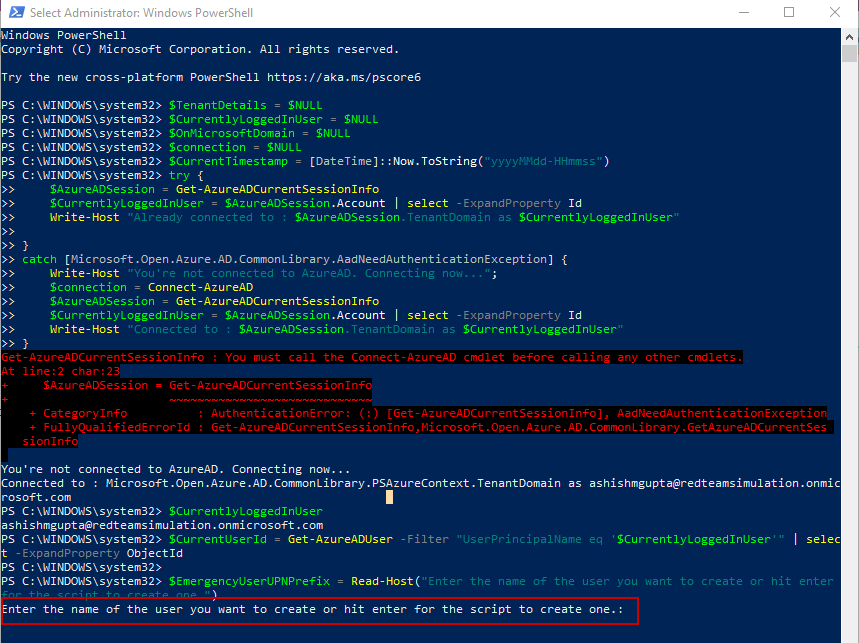 Select Administrator: Windows PowerShell
Windows PowerShell
Copyright (C) Microsoft Corporation. All rights reserved.
Try the new cross-platform PowerShell https://aka.ms/pscore6
PS C:\WINDOWS\system32> $TenantDetails = $NULL
PS C:\WINDOWS\system32> $CurrentlyLoggedInUser = $NULL
PS C:\WINDOWS\system32> $OnMicrosoftDomain = $NULL
PS C:\WINDOWS\system32> $connection = $NULL
PS C:\WINDOWS\system32> $CurrentTimestamp = [DateTime]::Now.ToString("yyyyMMdd-HHmmss")
PS C:\WINDOWS\system32> try {
>>     $AzureADSession = Get-AzureADCurrentSessionInfo
>>     $CurrentlyLoggedInUser = $AzureADSession.Account | select -ExpandProperty Id
>>     Write-Host "Already connected to : $AzureADSession.TenantDomain as $CurrentlyLoggedInUser"
>>
>> }
>> catch [Microsoft.Open.Azure.AD.CommonLibrary.AadNeedAuthenticationException] {
>>     Write-Host "You're not connected to AzureAD. Connecting now...";
>>     $connection = Connect-AzureAD
>>     $AzureADSession = Get-AzureADCurrentSessionInfo
>>     $CurrentlyLoggedInUser = $AzureADSession.Account | select -ExpandProperty Id
>>     Write-Host "Connected to : $AzureADSession.TenantDomain as $CurrentlyLoggedInUser"
>> }
Get-AzureADCurrentSessionInfo : You must call the Connect-AzureAD cmdlet before calling any other cmdlets.
At line:2 char:23
+     $AzureADSession = Get-AzureADCurrentSessionInfo
+                       ~~~~~~~~~~~~~~~~~~~~~~~~~~~~~
    + CategoryInfo          : AuthenticationError: (:) [Get-AzureADCurrentSessionInfo], AadNeedAuthenticationException
    + FullyQualifiedErrorId : Get-AzureADCurrentSessionInfo,Microsoft.Open.Azure.AD.CommonLibrary.GetAzureADCurrentSes
   sionInfo
You're not connected to AzureAD. Connecting now...
Connected to : Microsoft.Open.Azure.AD.CommonLibrary.PSAzureContext.TenantDomain as ashishmgupta@redteamsimulation.onmic
rosoft.com
PS C:\WINDOWS\system32> $CurrentlyLoggedInUser
ashishmgupta@redteamsimulation.onmicrosoft.com
PS C:\WINDOWS\system32> $CurrentUserId = Get-AzureADUser -Filter "UserPrincipalName eq '$CurrentlyLoggedInUser'" | selec
t -ExpandProperty ObjectId
PS C:\WINDOWS\system32>
PS C:\WINDOWS\system32> $EmergencyUserUPNPrefix = Read-Host("Enter the name of the user you want to create or hit enter
for the script to create one.")
Enter the name of the user you want to create or hit enter for the script to create one.: